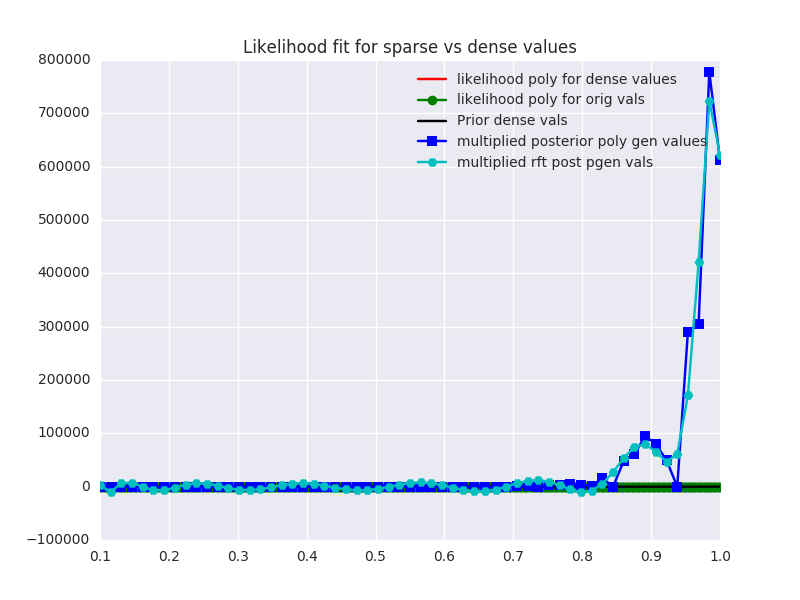 Likelihood fit for sparse vs dense values
800000
700000
600000
500000
400000
300000
200000
100000
0
−100000
likelihood poly for dense values
likelihood poly for orig vals
Prior dense vals
multiplied posterior poly gen values
multiplied rft post pgen vals
0.1 0.2 0.3 0.4 0.5 0.6 0.7 0.8 0.9 1.0